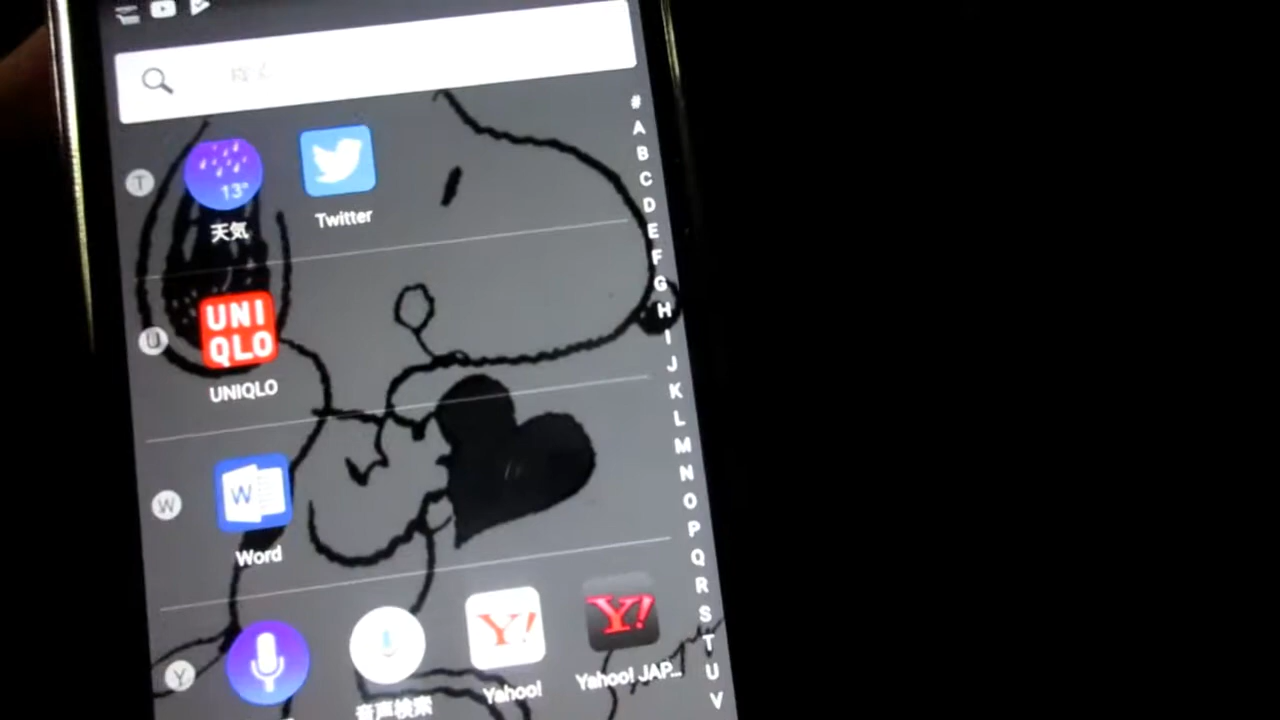 #
A
B
C
T
13°
天気
Twitter
D
E
F
G
U
UNI
QLO
UNIQLO
H
I
J
K
L
M
W
W
Word
N
O
P
Q
R
Y
Y!
Y!
音声検索
Yahoo!
Yahoo! JAP...
S
T
U
V